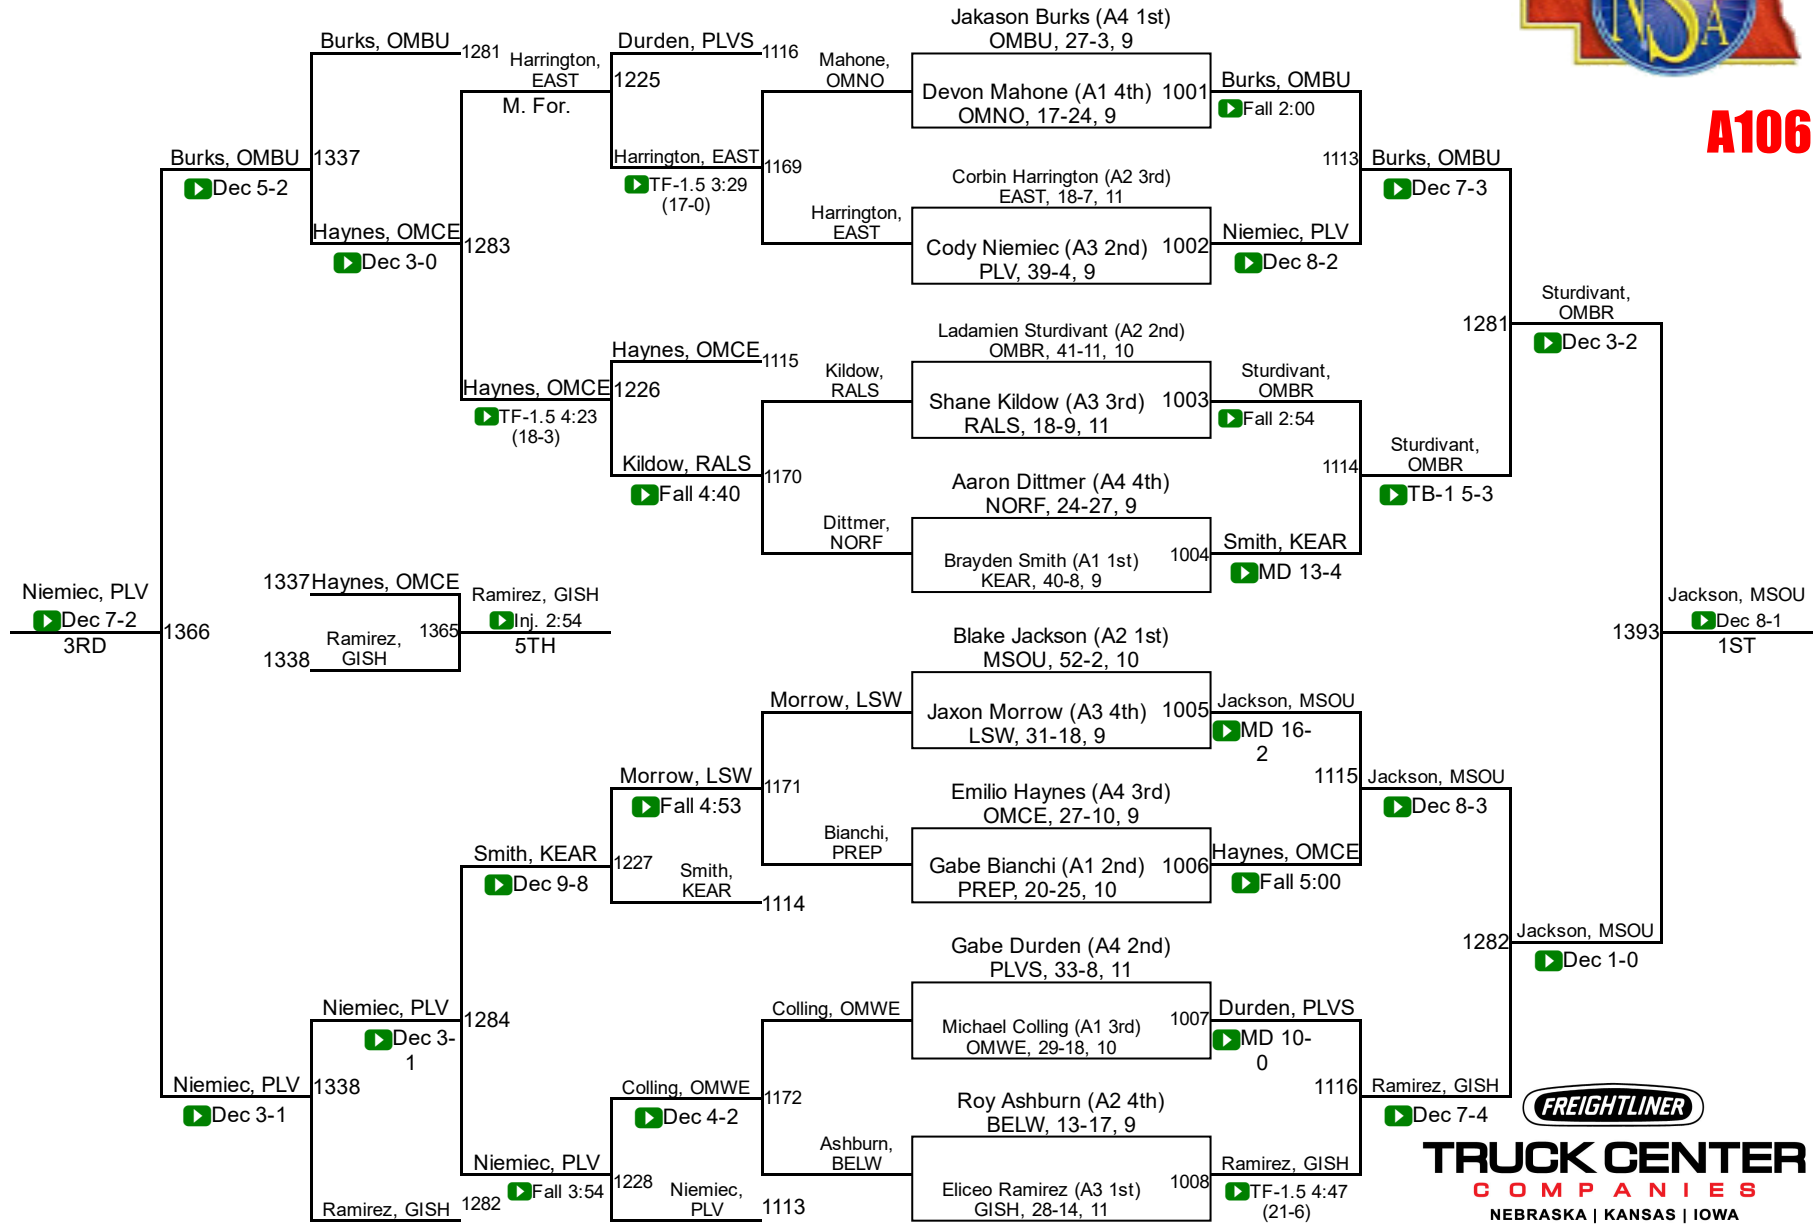 NSA
A106
Burks, OMBU
1281
Harrington,
EAST
M. For.
Durden, PLVS
1116
1225
Harrington, EAST
TF-1.5 3:29
(17-0)
1169
Mahone,
OMNO
Harrington,
EAST
Burks, OMBU
Dec 5-2
1337
Haynes, OMCE
Dec 3-0
1283
Haynes, OMCE
1115
Haynes, OMCE
TF-1.5 4:23
(18-3)
1226
Kildow, RALS
Fall 4:40
1170
Kildow,
RALS
Dittmer,
NORF
Niemiec, PLV
Dec 7-2
3RD
1366
1337
Haynes, OMCE
1338
Ramirez,
GISH
1365
Ramirez, GISH
Inj. 2:54
5TH
Morrow, LSW
Morrow, LSW
Fall 4:53
1171
Bianchi,
PREP
Smith, KEAR
Dec 9-8
1227
Smith,
KEAR
1114
Niemiec, PLV
Dec 3-
1
1284
Niemiec, PLV
Dec 3-1
1338
Ramirez, GISH
1282
Niemiec, PLV
Fall 3:54
1228
Colling, OMWE
Dec 4-2
1172
Colling, OMWE
Ashburn,
BELW
Niemiec,
PLV
1113
Jakason Burks (A4 1st)
OMBU, 27-3, 9
Devon Mahone (A1 4th)
OMNO, 17-24, 9
1001
Burks, OMBU
Fall 2:00
Corbin Harrington (A2 3rd)
EAST, 18-7, 11
Cody Niemiec (A3 2nd)
PLV, 39-4, 9
1002
Niemiec, PLV
Dec 8-2
1113
Burks, OMBU
Dec 7-3
Ladamien Sturdivant (A2 2nd)
OMBR, 41-11, 10
Shane Kildow (A3 3rd)
RALS, 18-9, 11
1003
Sturdivant,
OMBR
Fall 2:54
Aaron Dittmer (A4 4th)
NORF, 24-27, 9
Brayden Smith (A1 1st)
KEAR, 40-8, 9
1004
Smith, KEAR
MD 13-4
1114
Sturdivant,
OMBR
TB-1 5-3
1281
Sturdivant,
OMBR
Dec 3-2
Blake Jackson (A2 1st)
MSOU, 52-2, 10
Jaxon Morrow (A3 4th)
LSW, 31-18, 9
1005
Jackson, MSOU
MD 16-
2
Emilio Haynes (A4 3rd)
OMCE, 27-10, 9
Gabe Bianchi (A1 2nd)
PREP, 20-25, 10
1006
Haynes, OMCE
Fall 5:00
1115
Jackson, MSOU
Dec 8-3
Gabe Durden (A4 2nd)
PLVS, 33-8, 11
Michael Colling (A1 3rd)
OMWE, 29-18, 10
1007
Durden, PLVS
MD 10-
0
Roy Ashburn (A2 4th)
BELW, 13-17, 9
Eliceo Ramirez (A3 1st)
GISH, 28-14, 11
1008
Ramirez, GISH
TF-1.5 4:47
(21-6)
1116
Ramirez, GISH
Dec 7-4
1282
Jackson, MSOU
Dec 1-0
1393
Jackson, MSOU
Dec 8-1
1ST
FREIGHTLINER
TRUCK CENTER
COMPANIES
NEBRASKA | KANSAS | IOWA